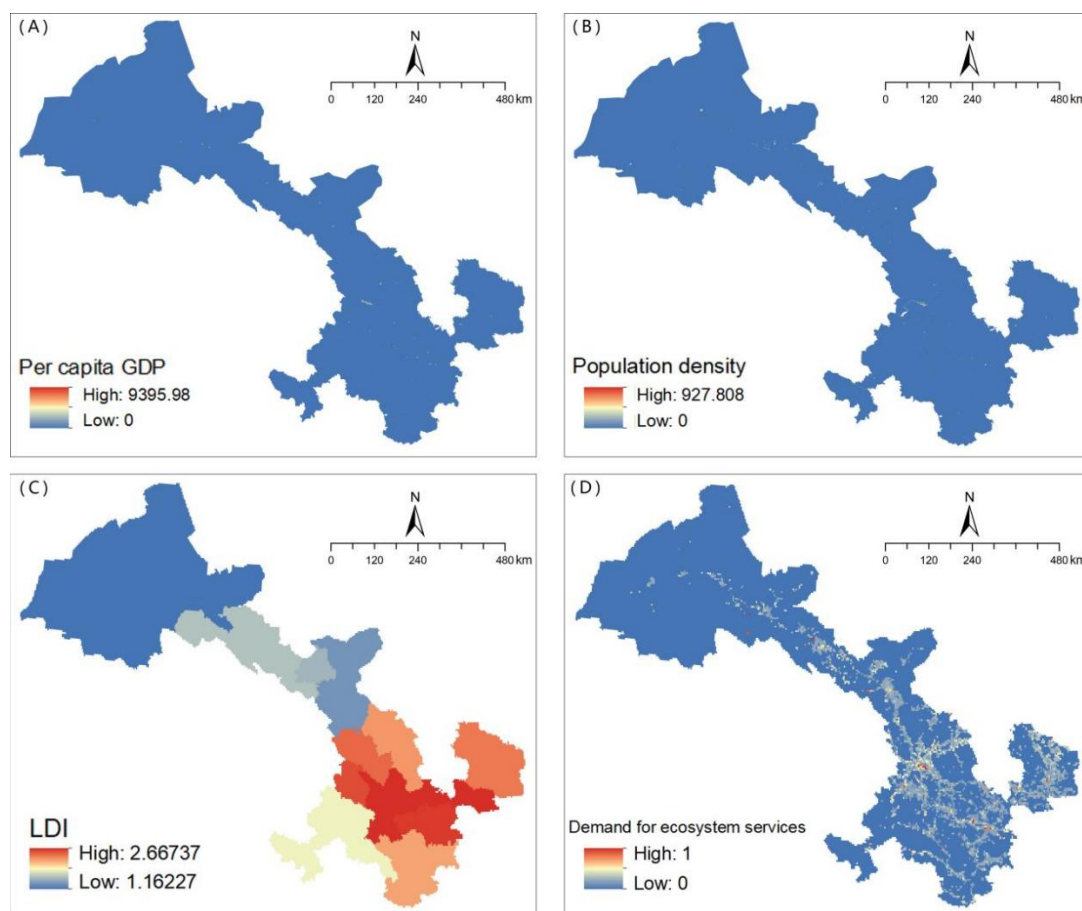 (A)
N
0 120 240 480 km
Per capita GDP
High: 9395.98
Low: 0
(B)
N
0 120 240 480 km
Population density
High: 927.808
Low: 0
(C)
N
0 120 240 480 km
LDI
High: 2.66737
Low: 1.16227
(D)
N
0 120 240 480 km
Demand for ecosystem services
High: 1
Low: 0